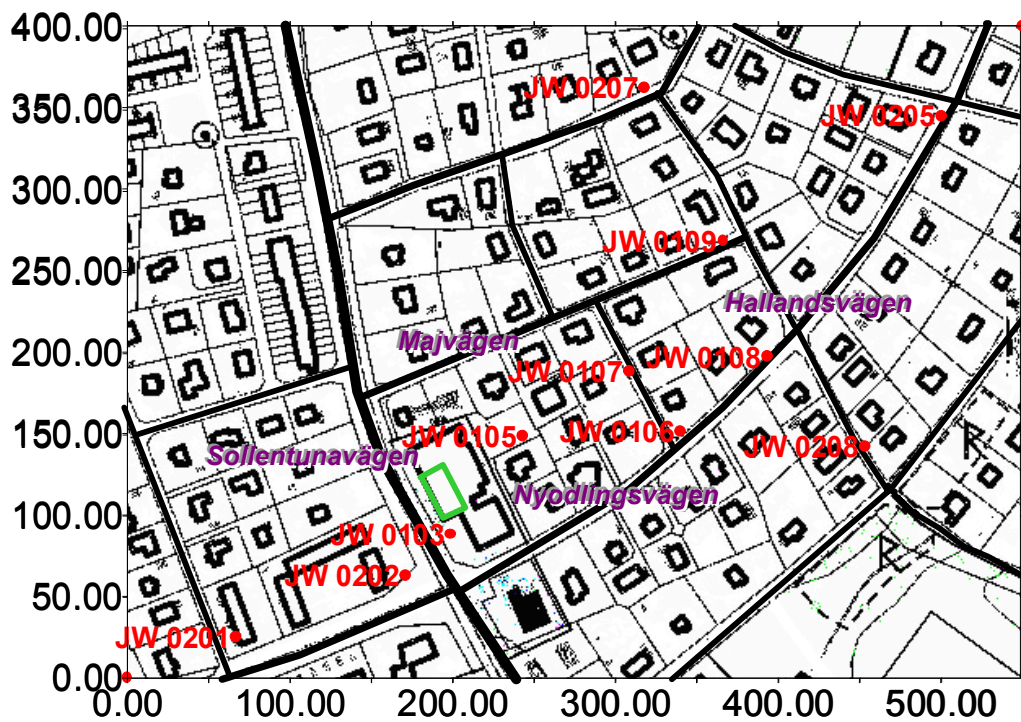 400.00
JW 0207
350.00
JW 0205
300.00
JW 0109
250.00
Hallandsvägen
Majvägen
200.00
JW 0108
JW 0107
150.00
JW 0106
JW 0105
JW 0208
Sollentunavägen
Nyodlingsvägen
100.00
JW 0103
JW 0202
50.00
JW 0201
0.00
0.00 100.00 200.00 300.00 400.00 500.00